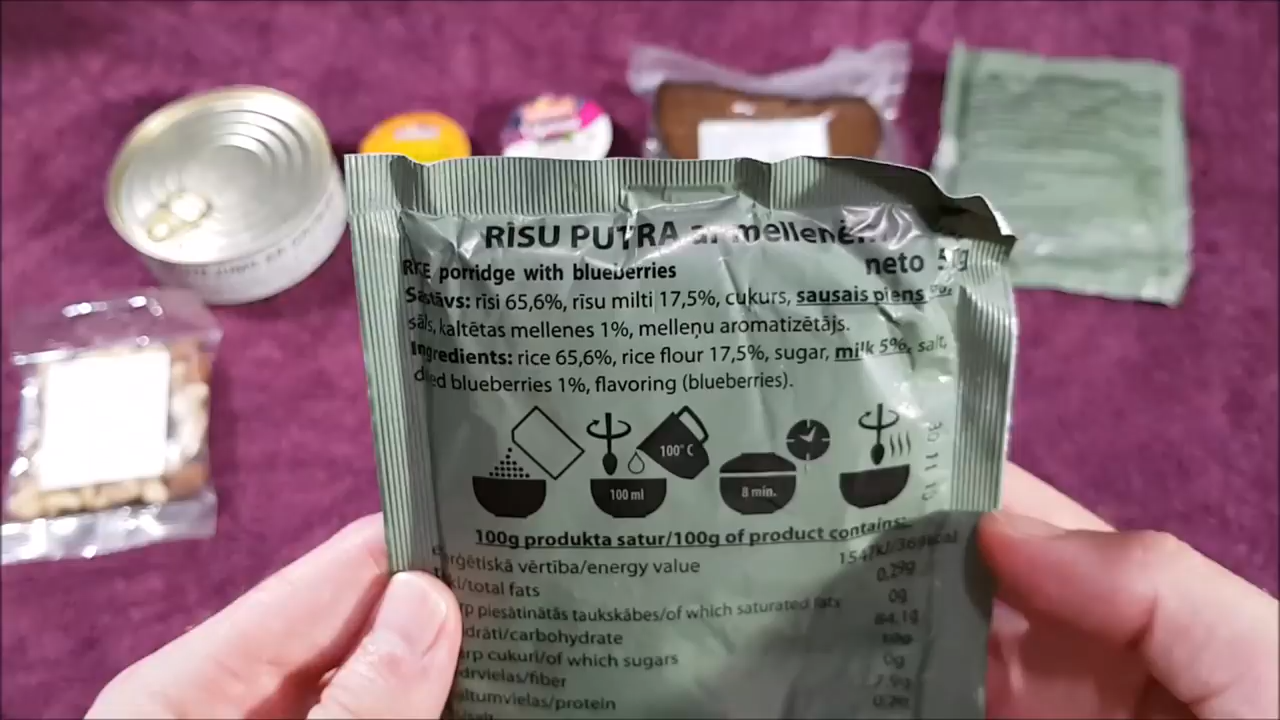 RĪSU PUTRA ar
RICE porridge with blueberries
neto
Sastāvs: rīsi 65,6%, rīsu milti 17,5%, cukurs, sausais piens
sāls, kaltētas mellenes 1%, melleņu aromatizētājs.
Ingredients: rice 65,6%, rice flour 17,5%, sugar, milk 5%, salt,
dried blueberries 1%, flavoring (blueberries).
100° C
100 ml
8 min.
100g produkta satur/100g of product contains:
vērtība/energy value
/total fats
0,29g
piesātinātās taukskābes/of which saturated fats
0g
/carbohydrate
84,1g
cukuri/of which sugars
/fiber
0g
/protein
7,9g